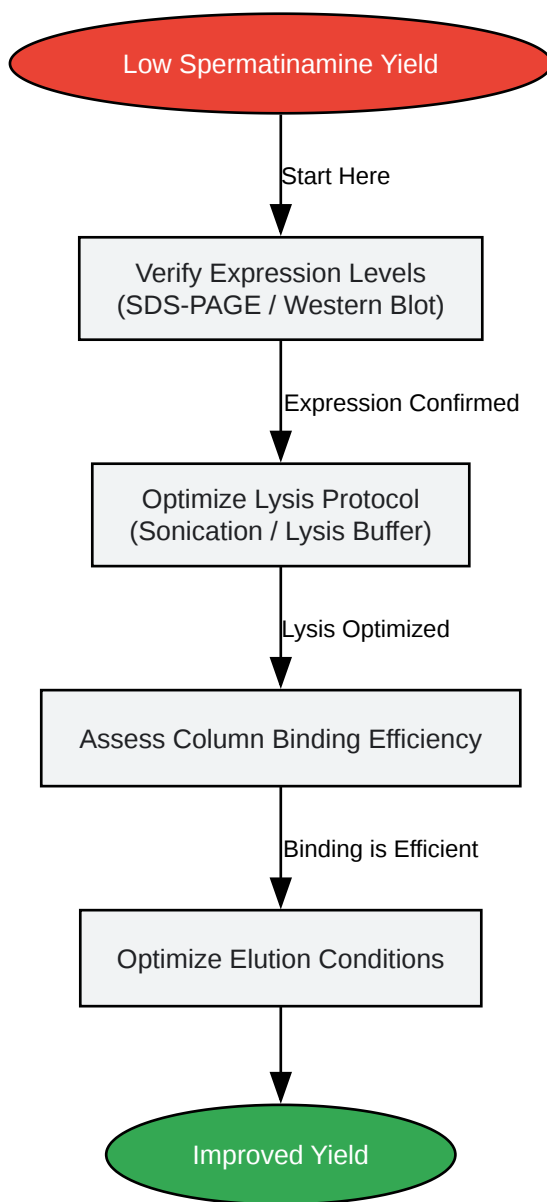 Low Spermatinamine Yield
Start Here
Verify Expression Levels
(SDS-PAGE / Western Blot)
Expression Confirmed
Optimize Lysis Protocol
(Sonication / Lysis Buffer)
Lysis Optimized
Assess Column Binding Efficiency
Binding is Efficient
Optimize Elution Conditions
Improved Yield